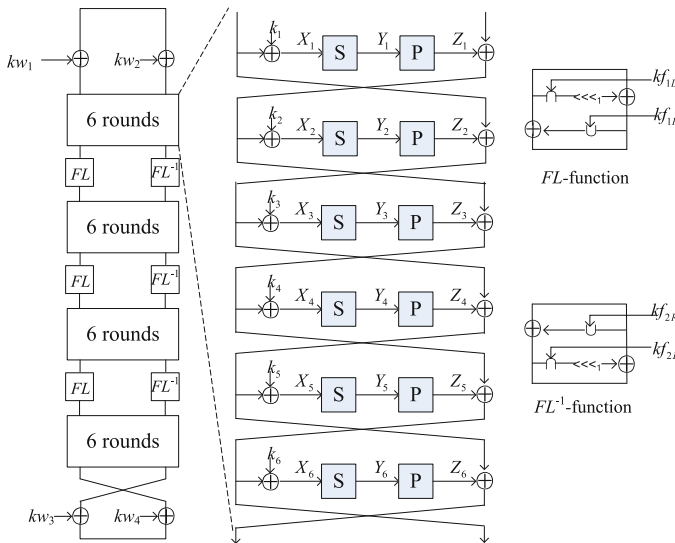 kw₁
kw₂
6 rounds
FL
FL⁻¹
6 rounds
FL
FL⁻¹
6 rounds
FL
FL⁻¹
6 rounds
kw₃
kw₄
k₁ X₁ S Y₁ P Z₁
k₂ X₂ S Y₂ P Z₂
k₃ X₃ S Y₃ P Z₃
k₄ X₄ S Y₄ P Z₄
k₅ X₅ S Y₅ P Z₅
k₆ X₆ S Y₆ P Z₆
<<<₁
FL-function
<<<₁
FL⁻¹-function